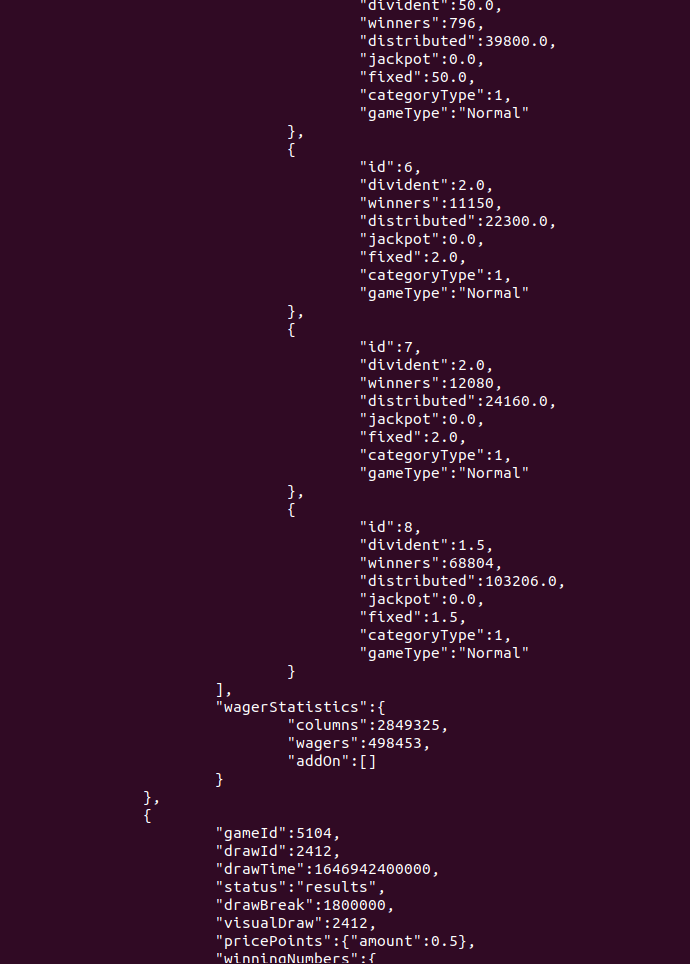 "divident":50.0,
"winners":796,
"distributed":39800.0,
"jackpot":0.0,
"fixed":50.0,
"categoryType":1,
"gameType":"Normal"
},
{
"id":6,
"divident":2.0,
"winners":11150,
"distributed":22300.0,
"jackpot":0.0,
"fixed":2.0,
"categoryType":1,
"gameType":"Normal"
},
{
"id":7,
"divident":2.0,
"winners":12080,
"distributed":24160.0,
"jackpot":0.0,
"fixed":2.0,
"categoryType":1,
"gameType":"Normal"
},
{
"id":8,
"divident":1.5,
"winners":68804,
"distributed":103206.0,
"jackpot":0.0,
"fixed":1.5,
"categoryType":1,
"gameType":"Normal"
}
],
"wagerStatistics":{
"columns":2849325,
"wagers":498453,
"addOn":[]
}
},
{
"gameId":5104,
"drawId":2412,
"drawTime":1646942400000,
"status":"results",
"drawBreak":1800000,
"visualDraw":2412,
"pricePoints":{"amount":0.5},
"winningNumbers":{